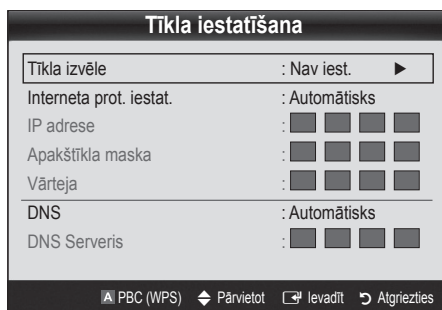 Tīkla iestatīšana
Tīkla izvēle : Nav iest. ►
Interneta prot. iestat. : Automātisks
IP adrese :
Apakštīkla maska :
Vārteja :
DNS : Automātisks
DNS Serveris :
A PBC (WPS) Pārvietot Ievadīt Atgriezties